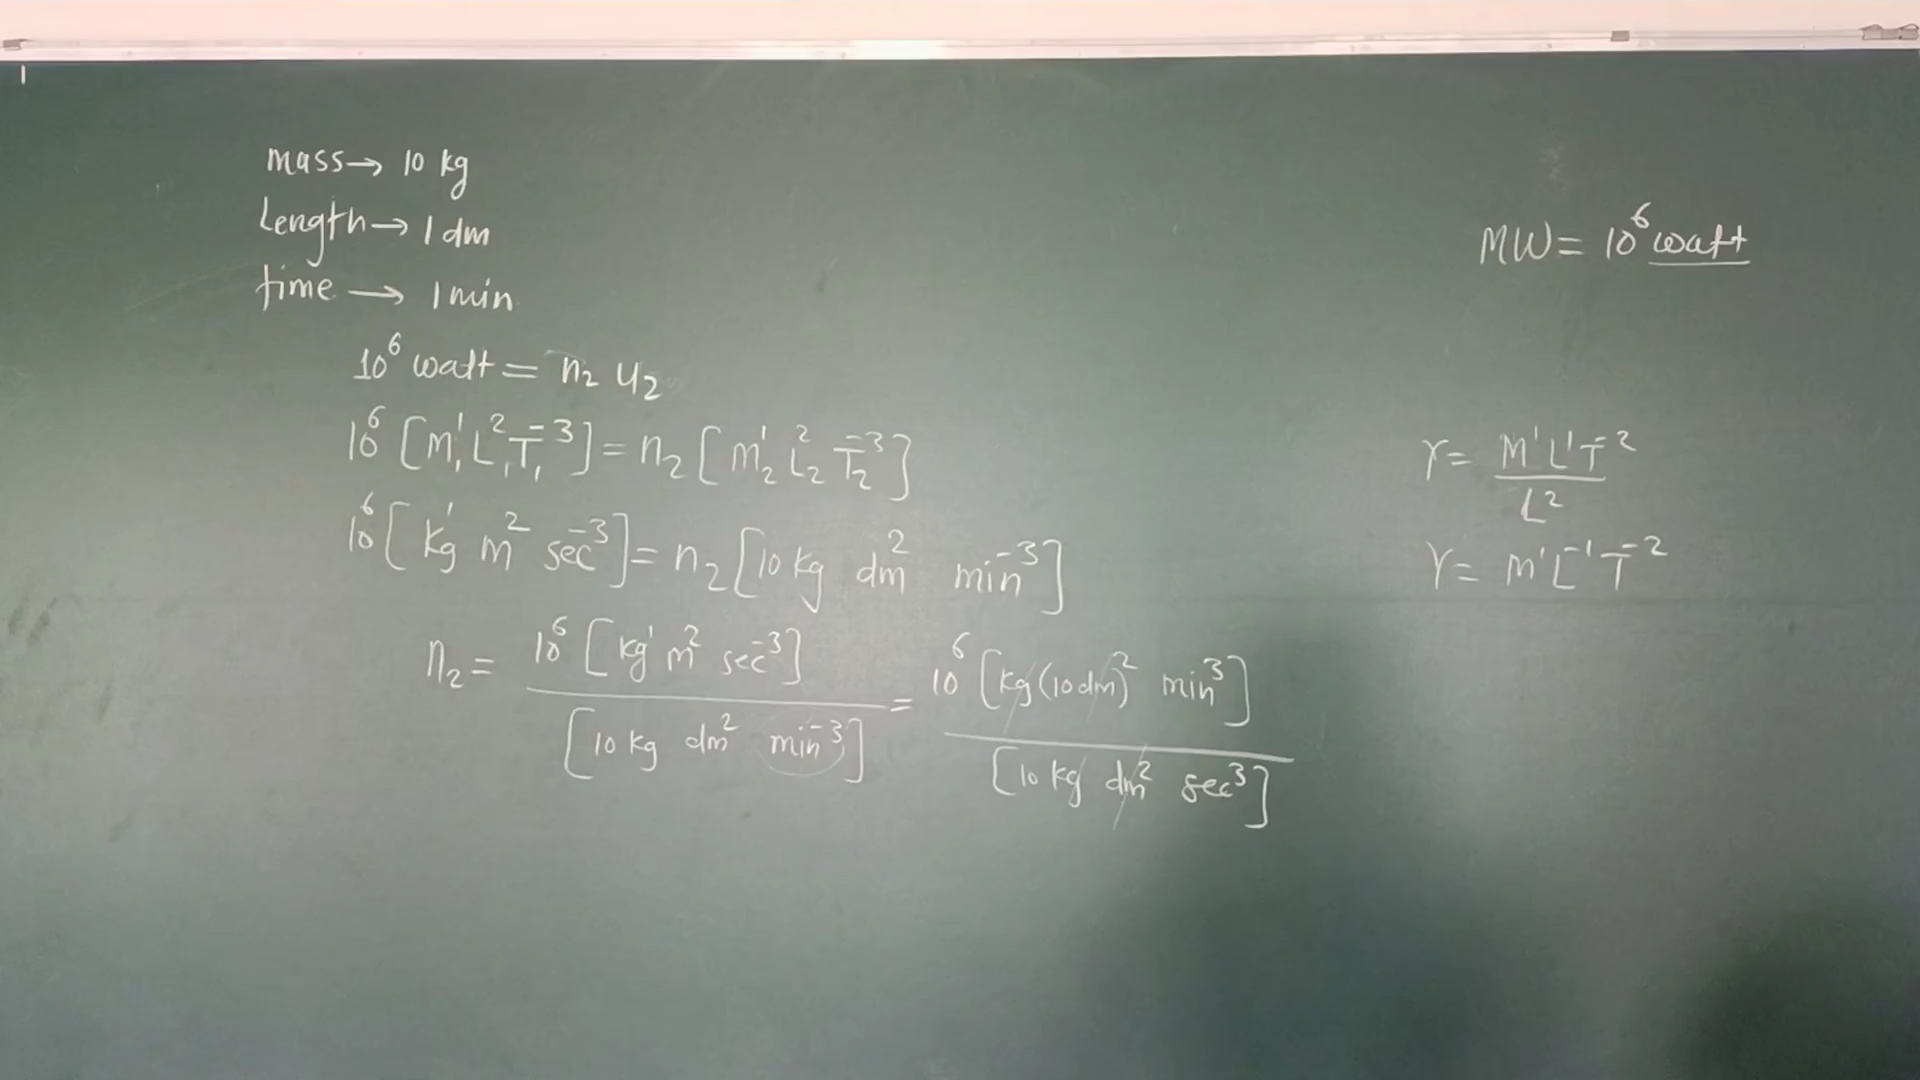 mass→ 10 kg
Length→ 1 dm
time → 1 min
MW = 10⁶ watt
10⁶ watt = n₂ u₂
10⁶ [M₁¹ L₁² T₁⁻³] = n₂ [M₂¹ L₂² T₂⁻³]
10⁶ [kg¹ m² sec⁻³] = n₂ [10 kg dm² min⁻³]
n₂ = 10⁶ [kg¹ m² sec⁻³] / [10 kg dm² min⁻³] = 10⁶ [kg (10 dm)² min³] / [10 kg dm² sec³]
Y = M¹L¹T⁻² / L²
Y = M¹L⁻¹T⁻²